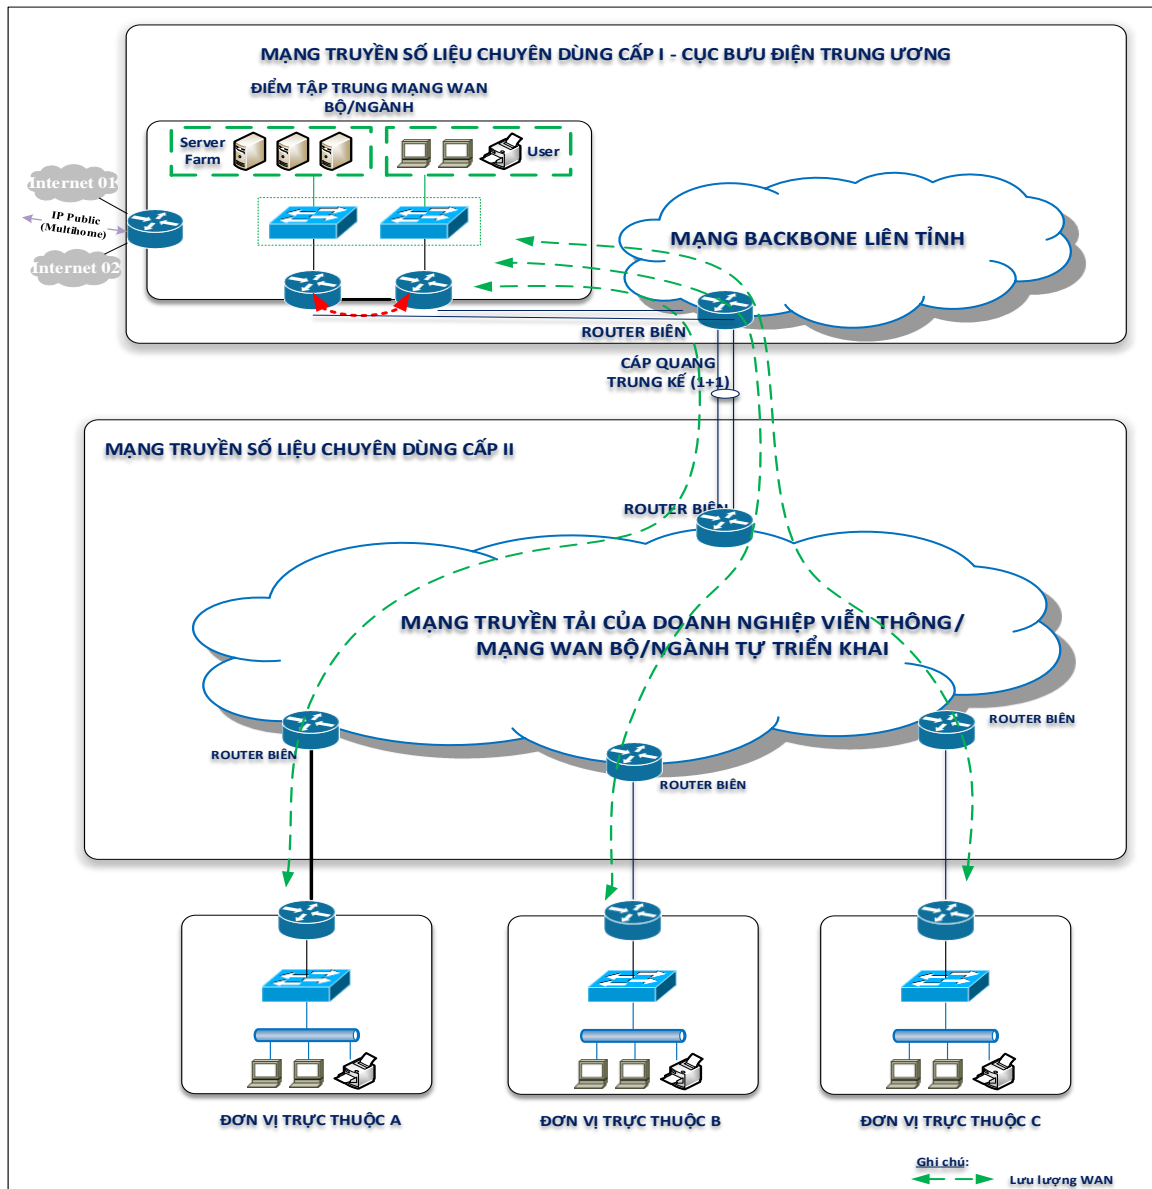 MẠNG TRUYỀN SỐ LIỆU CHUYÊN DÙNG CẤP I - CỤC BƯU ĐIỆN TRUNG ƯƠNG
ĐIỂM TẬP TRUNG MẠNG WAN
BỘ/NGÀNH
Server
Farm
User
Internet 01
IP Public
(Multihome)
Internet 02
MẠNG BACKBONE LIÊN TỈNH
ROUTER BIÊN
CÁP QUANG
TRUNG KẾ (1+1)
MẠNG TRUYỀN SỐ LIỆU CHUYÊN DÙNG CẤP II
ROUTER BIÊN
MẠNG TRUYỀN TẢI CỦA DOANH NGHIỆP VIỄN THÔNG/
MẠNG WAN BỘ/NGÀNH TỰ TRIỂN KHAI
ROUTER BIÊN
ROUTER BIÊN
ROUTER BIÊN
ĐƠN VỊ TRỰC THUỘC A
ĐƠN VỊ TRỰC THUỘC B
ĐƠN VỊ TRỰC THUỘC C
Ghi chú:
Lưu lượng WAN